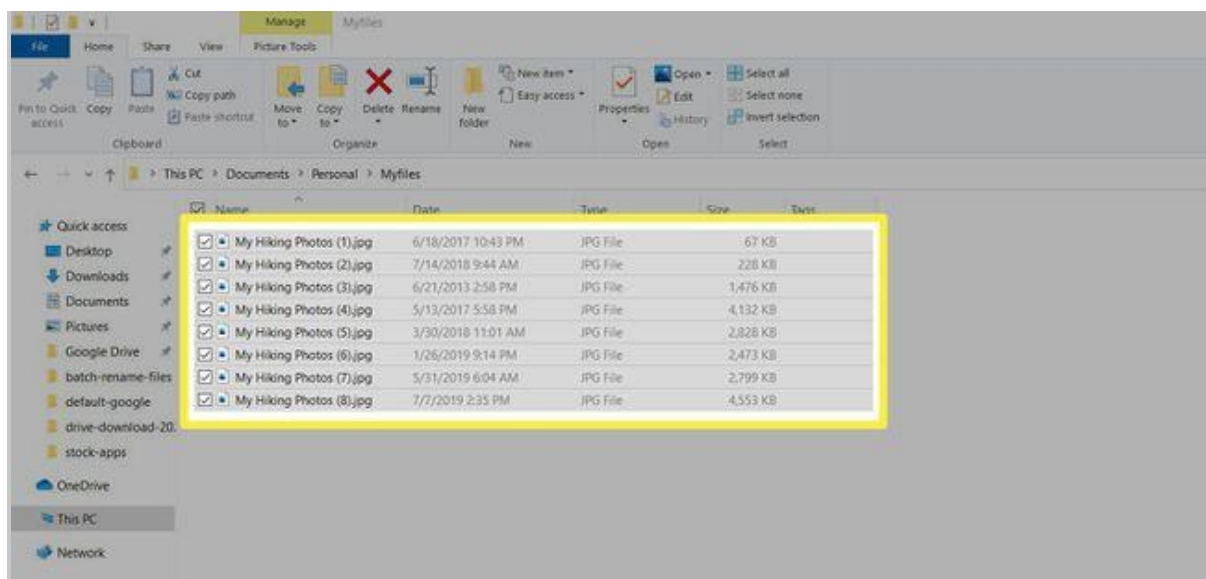 Manage Myfiles
File Home Share View Picture Tools
Pin to Quick access
Copy
Paste
Cut
Copy path
Paste shortcut
Clipboard
Move to
Copy to
Delete
Rename
Organize
New folder
New item
Easy access
New
Properties
Open
Edit
History
Open
Select all
Select none
Invert selection
Select
This PC > Documents > Personal > Myfiles
Name Date Type Size Tags
My Hiking Photos (1).jpg 6/18/2017 10:43 PM JPG File 67 KB
My Hiking Photos (2).jpg 7/14/2018 9:44 AM JPG File 228 KB
My Hiking Photos (3).jpg 6/21/2013 2:58 PM JPG File 1,476 KB
My Hiking Photos (4).jpg 5/13/2017 5:58 PM JPG File 4,132 KB
My Hiking Photos (5).jpg 3/30/2018 11:01 AM JPG File 2,828 KB
My Hiking Photos (6).jpg 1/26/2019 9:14 PM JPG File 2,473 KB
My Hiking Photos (7).jpg 5/31/2019 6:04 AM JPG File 2,799 KB
My Hiking Photos (8).jpg 7/7/2019 2:35 PM JPG File 4,553 KB
Quick access
Desktop
Downloads
Documents
Pictures
Google Drive
batch-rename-files
default-google
drive-download-20.
stock-apps
OneDrive
This PC
Network